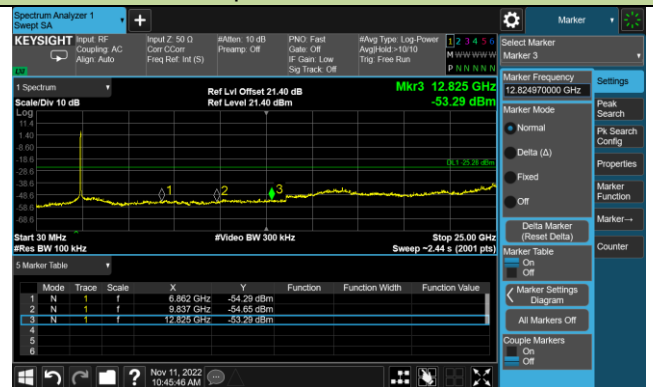 Spectrum Analyzer 1
Swept SA
Marker
KEYSIGHT Input: RF Input Z: 50 Ω #Atten: 10 dB PNO: Fast #Avg Type: Log-Power 1 2 3 4 5 6
Coupling: AC Corr CCorr Preamp: Off Gate: Off Avg|Hold:>10/10 M W W W W W
Align: Auto Freq Ref: Int (S) IF Gain: Low Trig: Free Run
Sig Track: Off P N N N N N
Select Marker
Marker 3
1 Spectrum
Scale/Div 10 dB
Log
Ref Lvl Offset 21.40 dB
Ref Level 21.40 dBm
Mkr3 12.825 GHz
-53.29 dBm
11.4
1.40
-8.60
-18.6
-28.6
-38.6
-48.6
-58.6
-68.6
1
2
3
Start 30 MHz
#Res BW 100 kHz
#Video BW 300 kHz
Stop 25.00 GHz
Sweep ~2.44 s (2001 pts)
5 Marker Table
Mode Trace Scale X Y Function Function Width Function Value
1 N 1 f 6.862 GHz -54.29 dBm
2 N 1 f 9.837 GHz -54.65 dBm
3 N 1 f 12.825 GHz -53.29 dBm
4
5
6
Marker Frequency
12.824970000 GHz
Marker Mode
Normal
Delta (Δ)
Fixed
Off
Delta Marker
(Reset Delta)
Marker Table
On
Off
Marker Settings
Diagram
All Markers Off
Couple Markers
On
Off
Settings
Peak
Search
Pk Search
Config
Properties
Marker
Function
Marker→
Counter
Nov 11, 2022
10:45:46 AM